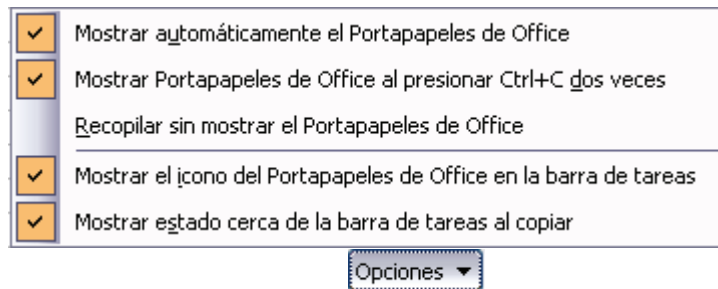 Mostrar automáticamente el Portapapeles de Office
Mostrar Portapapeles de Office al presionar Ctrl+C dos veces
Recopilar sin mostrar el Portapapeles de Office
Mostrar el icono del Portapapeles de Office en la barra de tareas
Mostrar estado cerca de la barra de tareas al copiar
Opciones